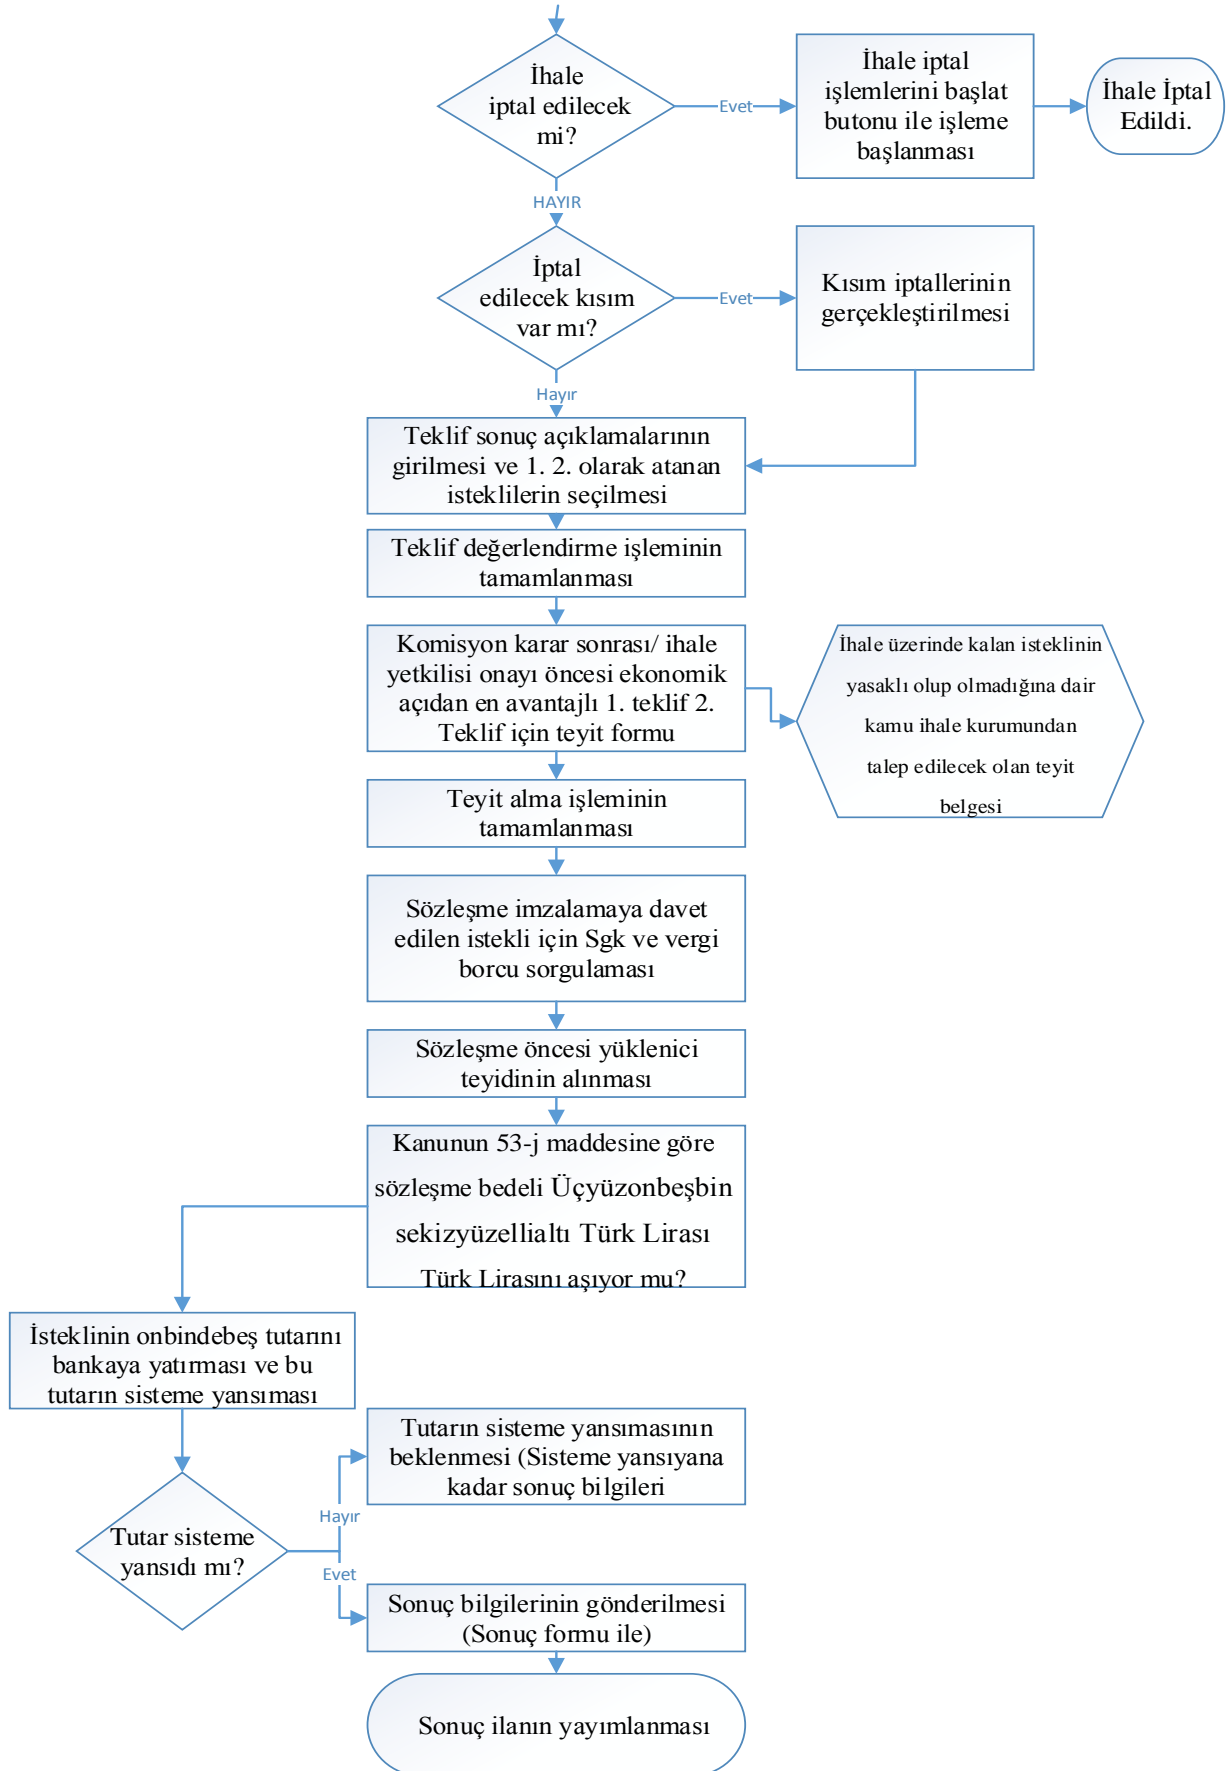 İhale
iptal edilecek
mi?
Evet
İhale iptal
işlemlerini başlat
butonu ile işleme
başlanması
İhale İptal
Edildi.
HAYIR
İptal
edilecek kısım
var mı?
Evet
Kısım iptallerinin
gerçekleştirilmesi
Hayır
Teklif sonuç açıklamalarının
girilmesi ve 1. 2. olarak atanan
isteklilerin seçilmesi
Teklif değerlendirme işleminin
tamamlanması
Komisyon karar sonrası/ ihale
yetkilisi onayı öncesi ekonomik
açıdan en avantajlı 1. teklif 2.
Teklif için teyit formu
İhale üzerinde kalan isteklinin
yasaklı olup olmadığına dair
kamu ihale kurumundan
talep edilecek olan teyit
belgesi
Teyit alma işleminin
tamamlanması
Sözleşme imzalamaya davet
edilen istekli için Sgk ve vergi
borcu sorgulaması
Sözleşme öncesi yüklenici
teyidinin alınması
Kanunun 53-j maddesine göre
sözleşme bedeli Üçyüzonbeşbin
sekizyüzellialtı Türk Lirası
Türk Lirasını aşıyor mu?
İsteklinin onbindebeş tutarını
bankaya yatırması ve bu
tutarın sisteme yansıması
Tutarın sisteme yansımasının
beklenmesi (Sisteme yansıyana
kadar sonuç bilgileri
Hayır
Tutar sisteme
yansıdı mı?
Evet
Sonuç bilgilerinin gönderilmesi
(Sonuç formu ile)
Sonuç ilanın yayımlanması